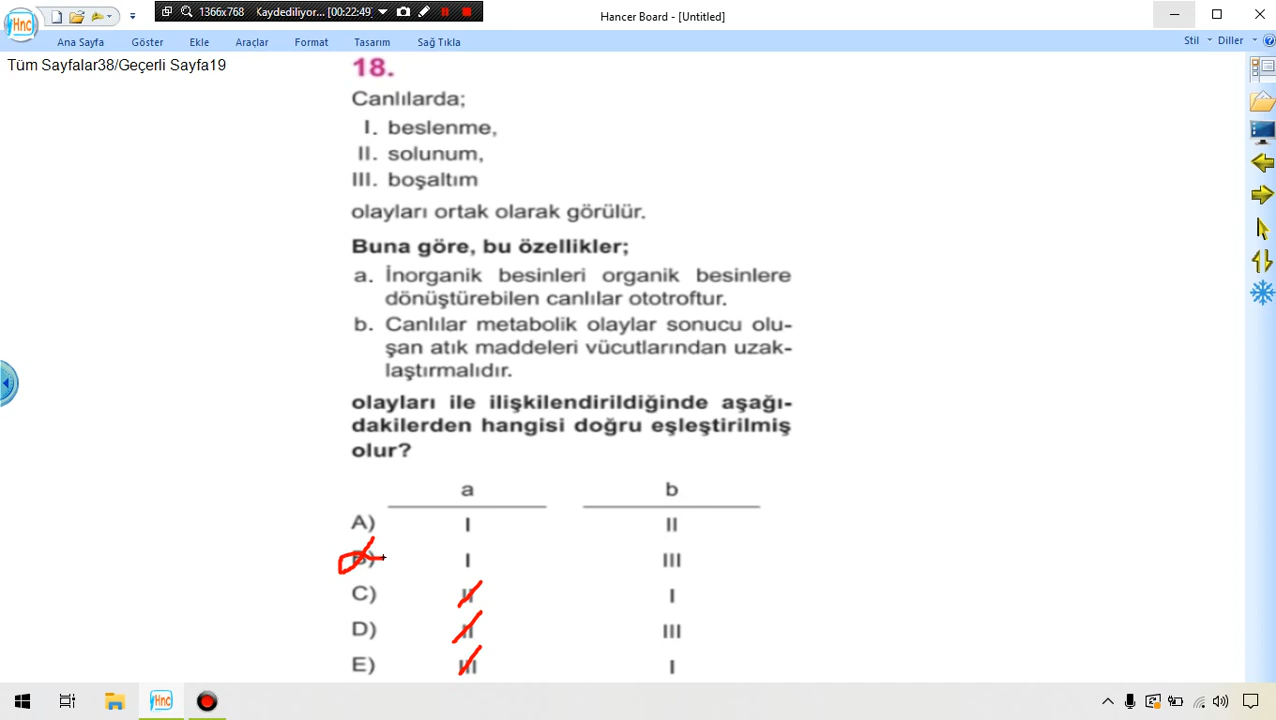 1366x768 Kaydediliyor... [00:22:49]
Hancer Board - [Untitled]
Hnc
Ana Sayfa Göster Ekle Araçlar Format Tasarım Sağ Tıkla Stil Diller
Tüm Sayfalar38/Geçerli Sayfa19
18.
Canlılarda;
I. beslenme,
II. solunum,
III. boşaltım
olayları ortak olarak görülür.
Buna göre, bu özellikler;
a. İnorganik besinleri organik besinlere
dönüştürebilen canlılar ototroftur.
b. Canlılar metabolik olaylar sonucu olu-
şan atık maddeleri vücutlarından uzak-
laştırmalıdır.
olayları ile ilişkilendirildiğinde aşağı-
dakilerden hangisi doğru eşleştirilmiş
olur?
a b
A) I II
B) I III
C) II I
D) II III
E) III I
Hnc